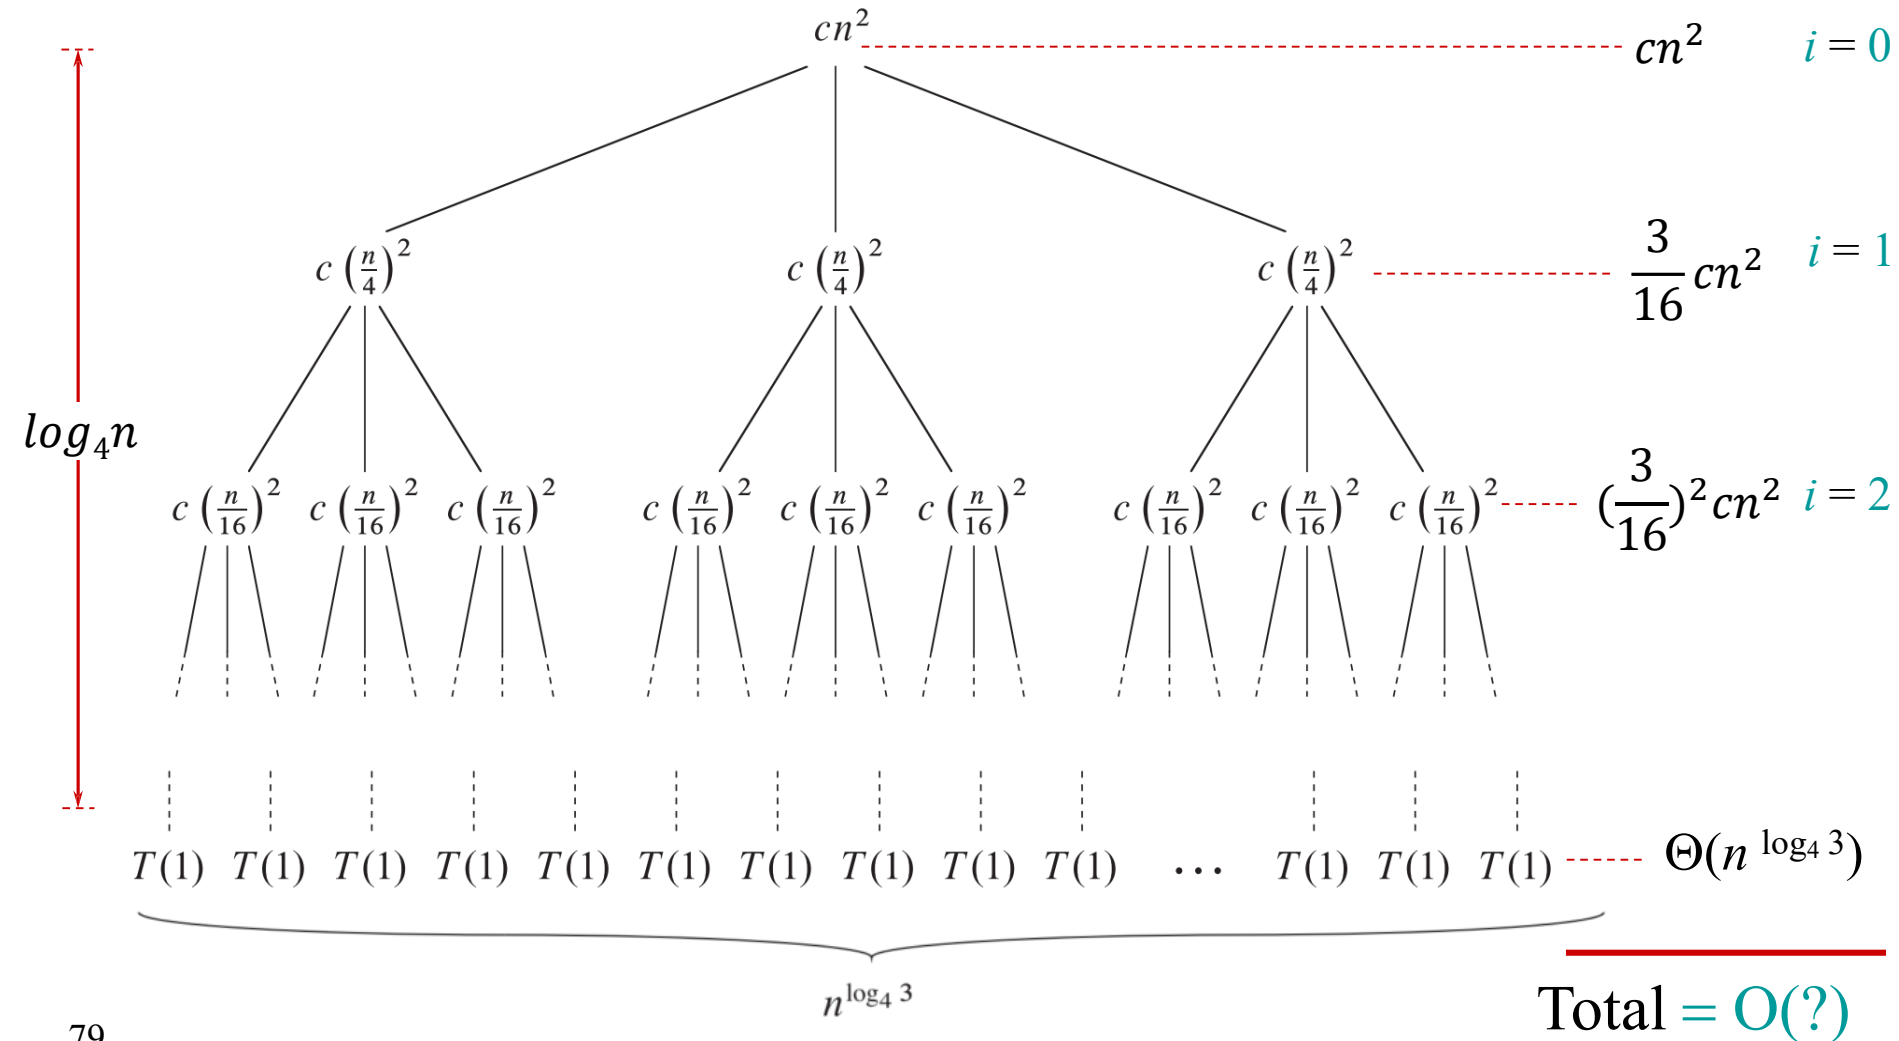 cn² cn² i = 0
c (n/4)² c (n/4)² c (n/4)² 3/16 cn² i = 1
log₄n
c (n/16)² c (n/16)² c (n/16)² c (n/16)² c (n/16)² c (n/16)² c (n/16)² c (n/16)² c (n/16)² (3/16)² cn² i = 2
T(1) T(1) T(1) T(1) T(1) T(1) T(1) T(1) T(1) T(1) ... T(1) T(1) T(1) Θ(n^log₄ 3)
n^log₄ 3
Total = O(?)
79